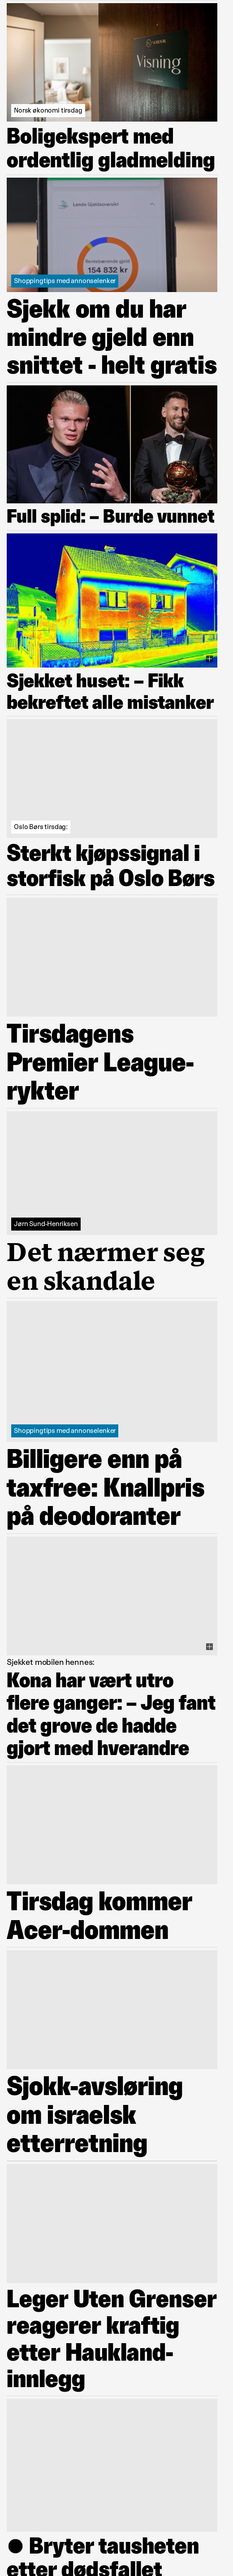 Visning
Norsk økonomi tirsdag
Boligekspert med
ordentlig gladmelding
Rentebærende gjeld
154 832 kr
Shoppingtips med annonselenker
Sjekk om du har
mindre gjeld enn
snittet - helt gratis
Full splid: – Burde vunnet
Sjekket huset: – Fikk
bekreftet alle mistanker
Oslo Børs tirsdag:
Sterkt kjøpssignal i
storfisk på Oslo Børs
Tirsdagens
Premier League-
rykter
Jørn Sund-Henriksen
Det nærmer seg
en skandale
Shoppingtips med annonselenker
Billigere enn på
taxfree: Knallpris
på deodoranter
Sjekket mobilen hennes:
Kona har vært utro
flere ganger: – Jeg fant
det grove de hadde
gjort med hverandre
Tirsdag kommer
Acer-dommen
Sjokk-avsløring
om israelsk
etterretning
Leger Uten Grenser
reagerer kraftig
etter Haukland-
innlegg
● Bryter tausheten
etter dødsfallet